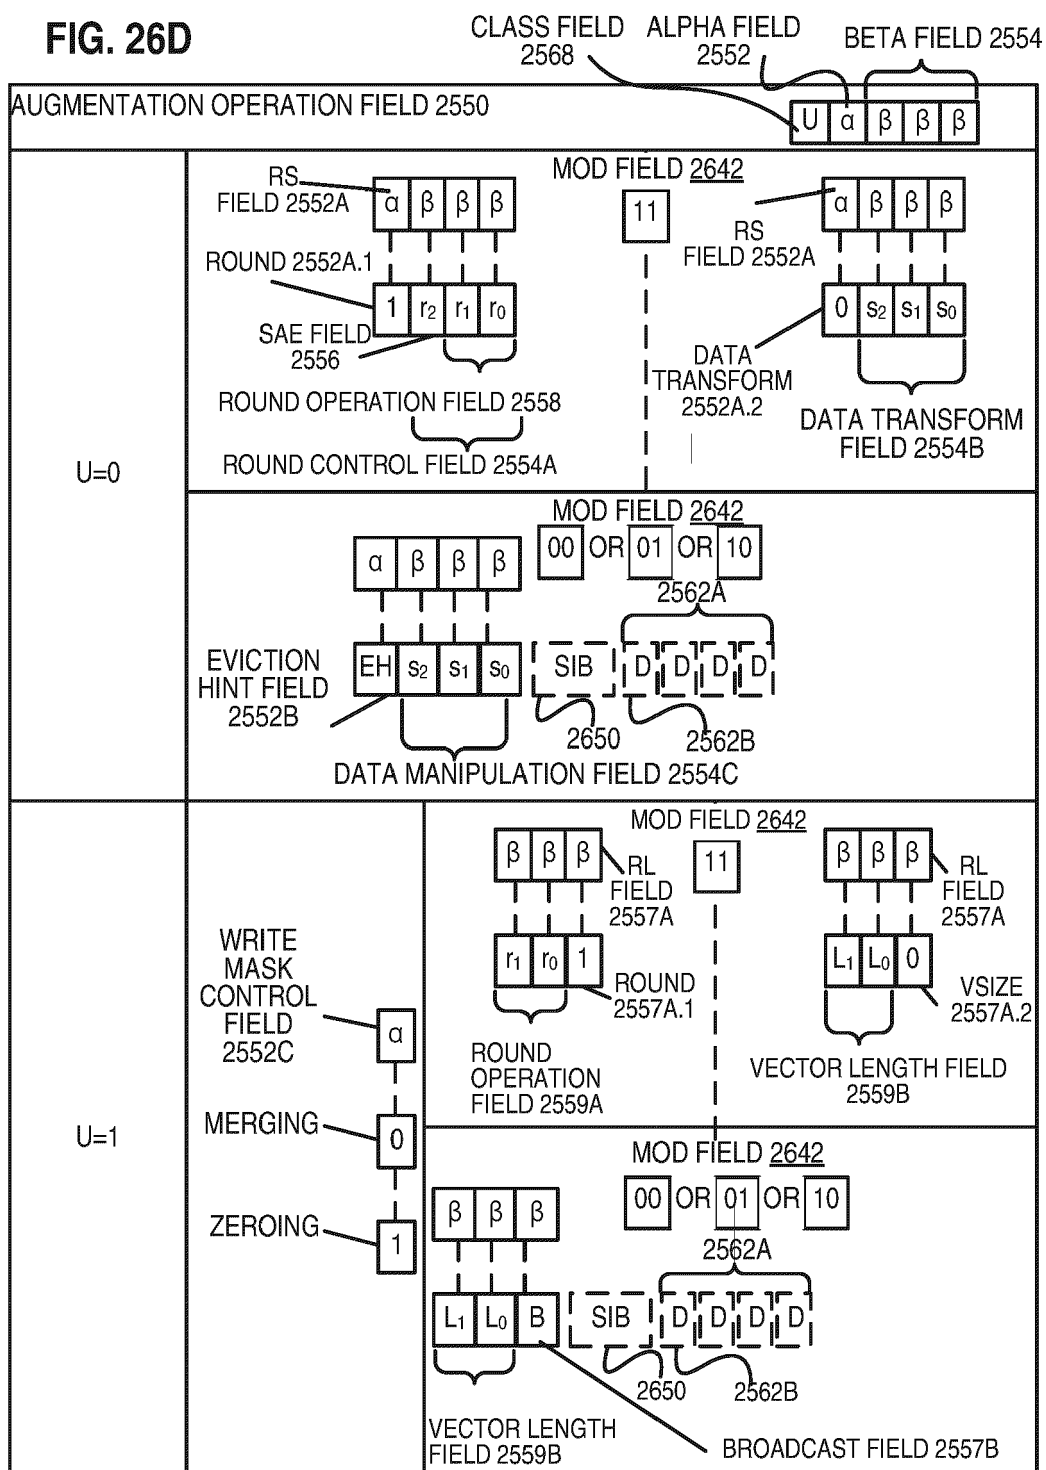 FIG. 26D
CLASS FIELD
2568
ALPHA FIELD
2552
BETA FIELD 2554
AUGMENTATION OPERATION FIELD 2550
U α β β β
U=0
MOD FIELD 2642
11
RS
FIELD 2552A
α β β β
ROUND 2552A.1
1 r2 r1 r0
SAE FIELD
2556
ROUND OPERATION FIELD 2558
ROUND CONTROL FIELD 2554A
α β β β
RS
FIELD 2552A
0 s2 s1 s0
DATA
TRANSFORM
2552A.2
DATA TRANSFORM
FIELD 2554B
MOD FIELD 2642
00 OR 01 OR 10
α β β β
2562A
EVICTION
HINT FIELD
2552B
EH s2 s1 s0 SIB D D D D
2650
2562B
DATA MANIPULATION FIELD 2554C
U=1
WRITE
MASK
CONTROL
FIELD
2552C
α
MERGING
0
ZEROING
1
MOD FIELD 2642
11
β β β
RL
FIELD
2557A
r1 r0 1
ROUND
2557A.1
ROUND
OPERATION
FIELD 2559A
β β β
RL
FIELD
2557A
L1 L0 0
VSIZE
2557A.2
VECTOR LENGTH FIELD
2559B
MOD FIELD 2642
00 OR 01 OR 10
β β β
2562A
L1 L0 B SIB D D D D
2650
2562B
VECTOR LENGTH
FIELD 2559B
BROADCAST FIELD 2557B